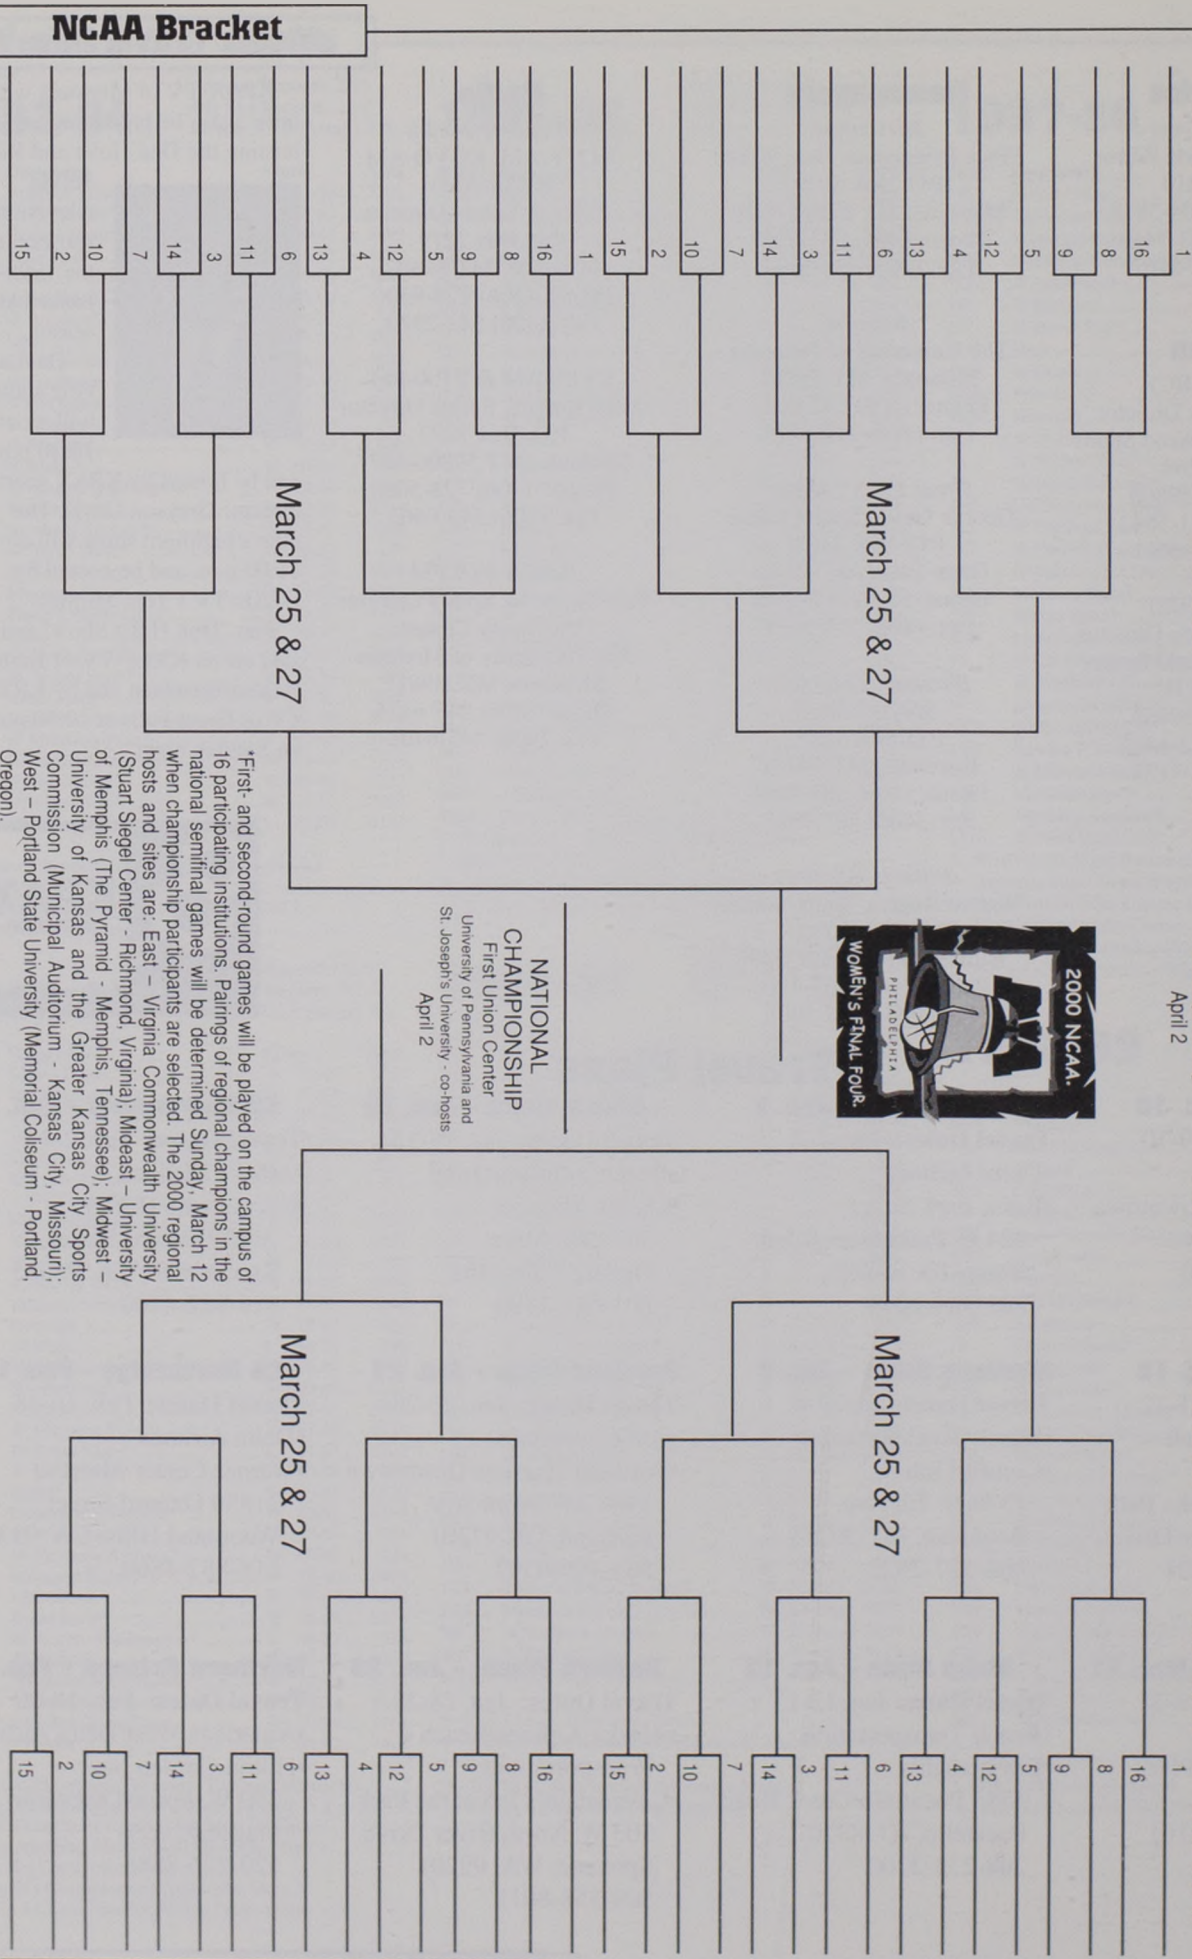 NCAA Bracket
April 2
1
16
8
9
5
12
4
13
6
11
3
14
7
10
2
15
1
16
8
9
5
12
4
13
6
11
3
14
7
10
2
15
March 25 & 27
March 25 & 27
2000 NCAA.
PHILADELPHIA
WOMEN'S FINAL FOUR.
NATIONAL
CHAMPIONSHIP
First Union Center
University of Pennsylvania and
St. Joseph's University - co-hosts
April 2
March 25 & 27
March 25 & 27
1
16
8
9
5
12
4
13
6
11
3
14
7
10
2
15
1
16
8
9
5
12
4
13
6
11
3
14
7
10
2
15
*First- and second-round games will be played on the campus of
16 participating institutions. Pairings of regional champions in the
national semifinal games will be determined Sunday, March 12
when championship participants are selected. The 2000 regional
hosts and sites are: East – Virginia Commonwealth University
(Stuart Siegel Center - Richmond, Virginia); Mideast – University
of Memphis (The Pyramid - Memphis, Tennessee); Midwest –
University of Kansas and the Greater Kansas City Sports
Commission (Municipal Auditorium - Kansas City, Missouri);
West – Portland State University (Memorial Coliseum - Portland,
Oregon).